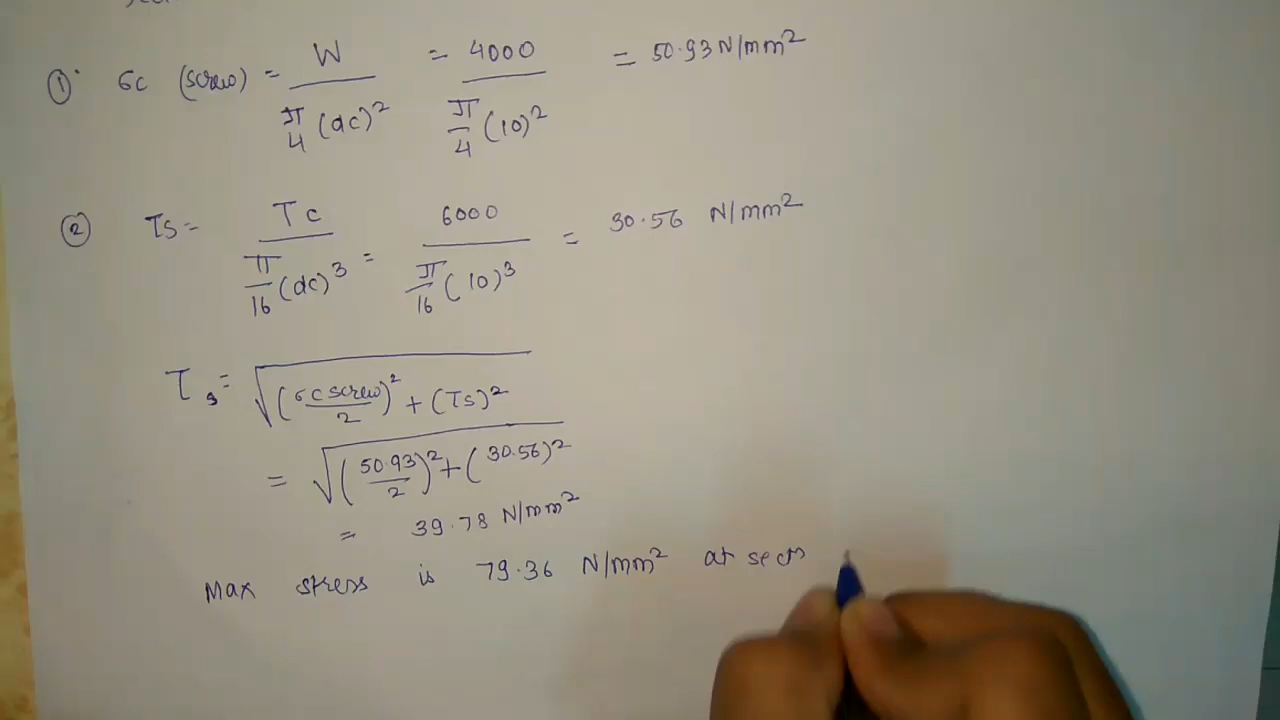 ① σc (screw) = W / π/4 (dc)² = 4000 / π/4 (10)² = 50.93 N/mm²
② τs = Tc / π/16 (dc)³ = 6000 / π/16 (10)³ = 30.56 N/mm²
τs = √((σc screw / 2)² + (τs)²)
= √((50.93 / 2)² + (30.56)²)
= 39.78 N/mm²
Max stress is 79.36 N/mm² at sectn